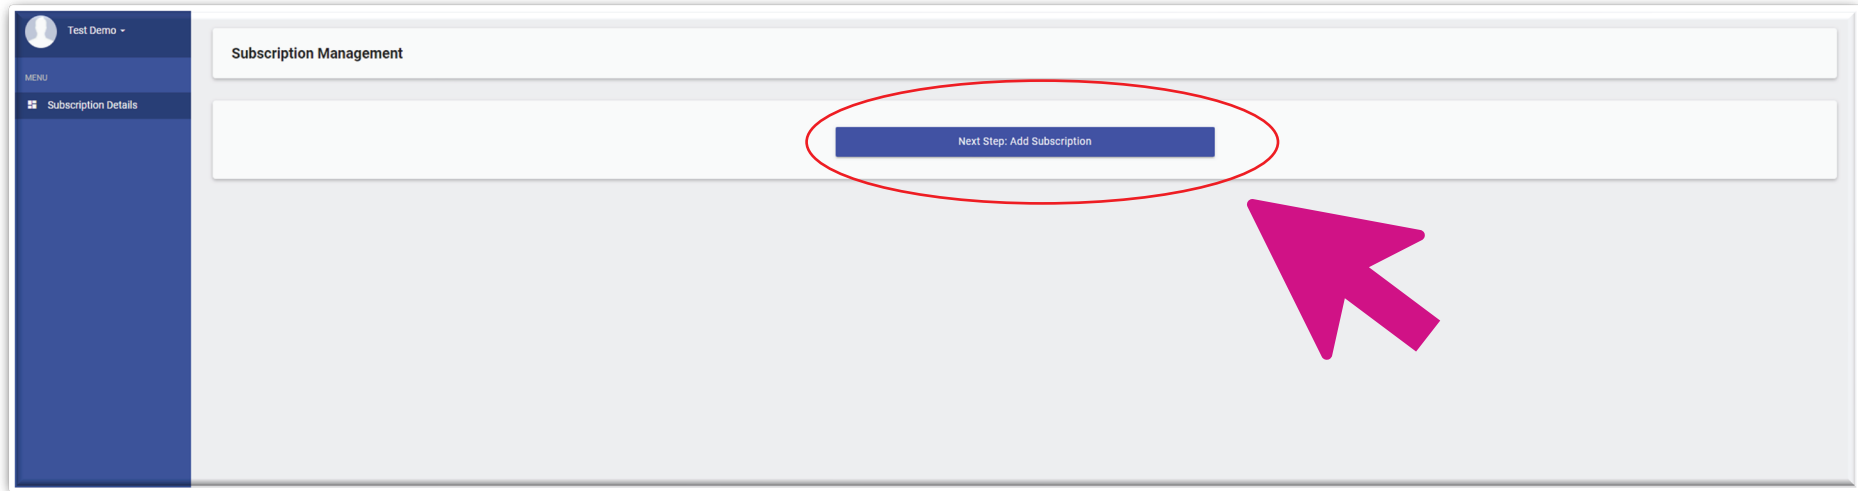 Test Demo
MENU
Subscription Details
Subscription Management
Next Step: Add Subscription